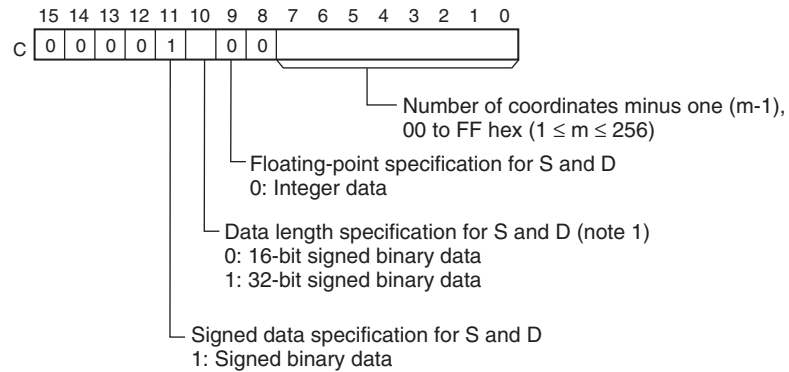 15 14 13 12 11 10 9 8 7 6 5 4 3 2 1 0
C 0 0 0 0 1 0 0
Number of coordinates minus one (m-1),
00 to FF hex (1 ≤ m ≤ 256)
Floating-point specification for S and D
0: Integer data
Data length specification for S and D (note 1)
0: 16-bit signed binary data
1: 32-bit signed binary data
Signed data specification for S and D
1: Signed binary data